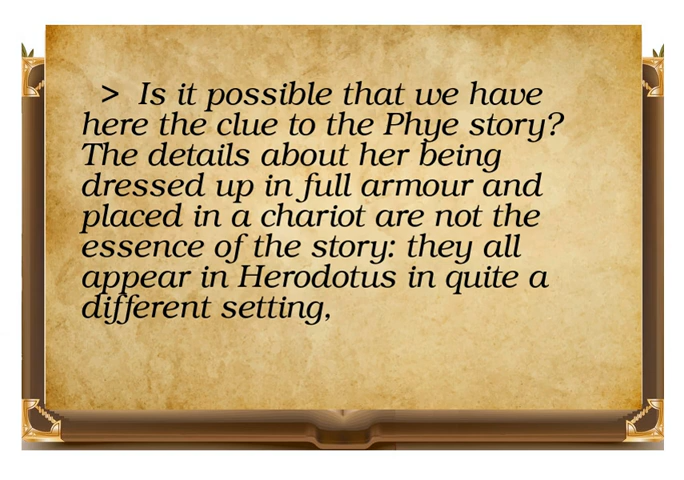 > Is it possible that we have
here the clue to the Phye story?
The details about her being
dressed up in full armour and
placed in a chariot are not the
essence of the story: they all
appear in Herodotus in quite a
different setting,